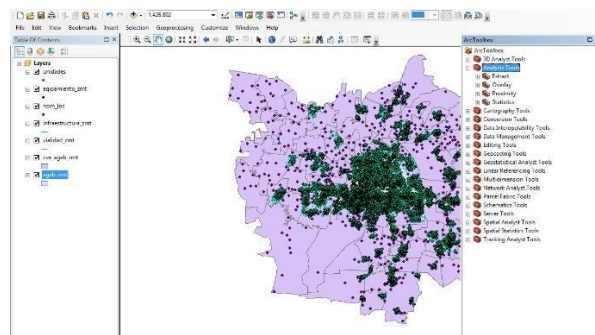 1:426,802
File Edit View Bookmarks Insert Selection Geoprocessing Customize Windows Help
Table Of Contents
Layers
unidades
equipamiento_zmt
nom_loc
infraestructura_zmt
vialidad_zmt
ageb_zmt
ArcToolbox
ArcToolbox
3D Analyst Tools
Analysis Tools
Extract
Overlay
Proximity
Statistics
Cartography Tools
Conversion Tools
Data Interoperability Tools
Data Management Tools
Editing Tools
Geocoding Tools
Geostatistical Analyst Tools
Linear Referencing Tools
Multidimension Tools
Network Analyst Tools
Parcel Fabric Tools
Schematics Tools
Server Tools
Spatial Analyst Tools
Spatial Statistics Tools
Tracking Analyst Tools